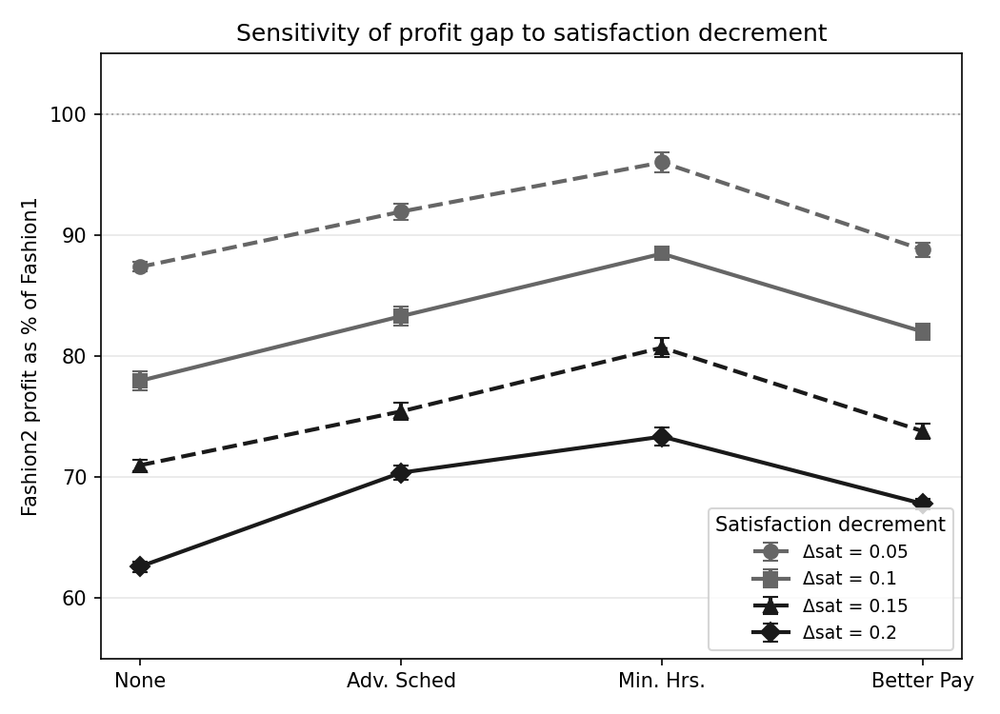 Sensitivity of profit gap to satisfaction decrement
Fashion2 profit as % of Fashion1
100
90
80
70
60
None
Adv. Sched
Min. Hrs.
Better Pay
Satisfaction decrement
Δsat = 0.05
Δsat = 0.1
Δsat = 0.15
Δsat = 0.2